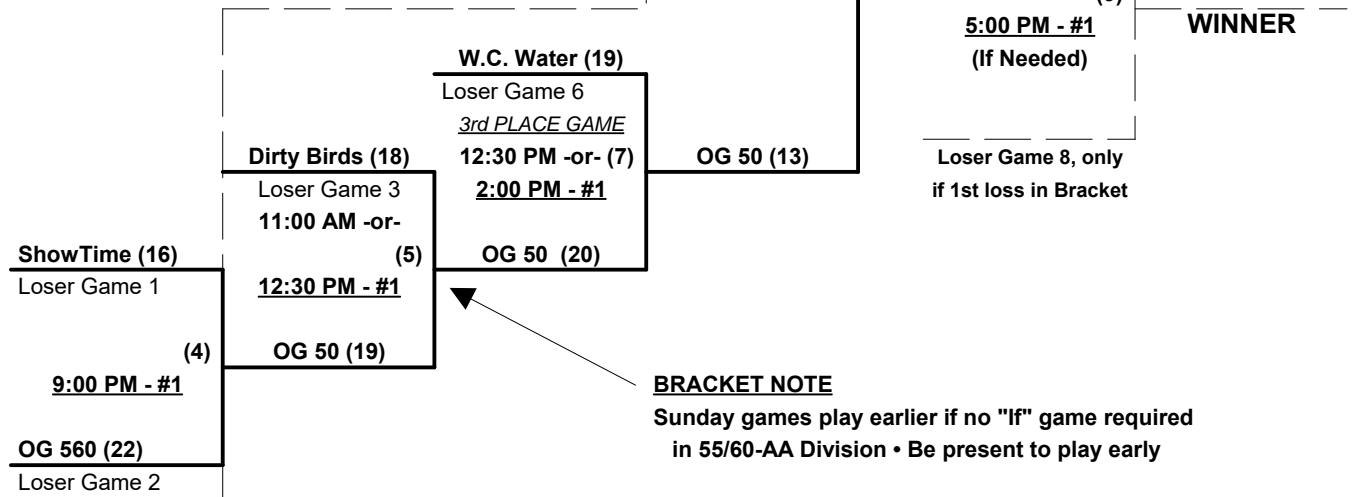 5:00 PM - #1
WINNER
(If Needed)
W.C. Water (19)
Loser Game 6
3rd PLACE GAME
12:30 PM -or- (7)
2:00 PM - #1
OG 50 (13)
Loser Game 8, only
if 1st loss in Bracket
Dirty Birds (18)
Loser Game 3
11:00 AM -or-
(5)
12:30 PM - #1
OG 50  (20)
ShowTime (16)
Loser Game 1
(4)
9:00 PM - #1
OG 50 (19)
OG 560 (22)
Loser Game 2
BRACKET NOTE
Sunday games play earlier if no "If" game required
in 55/60-AA Division • Be present to play early